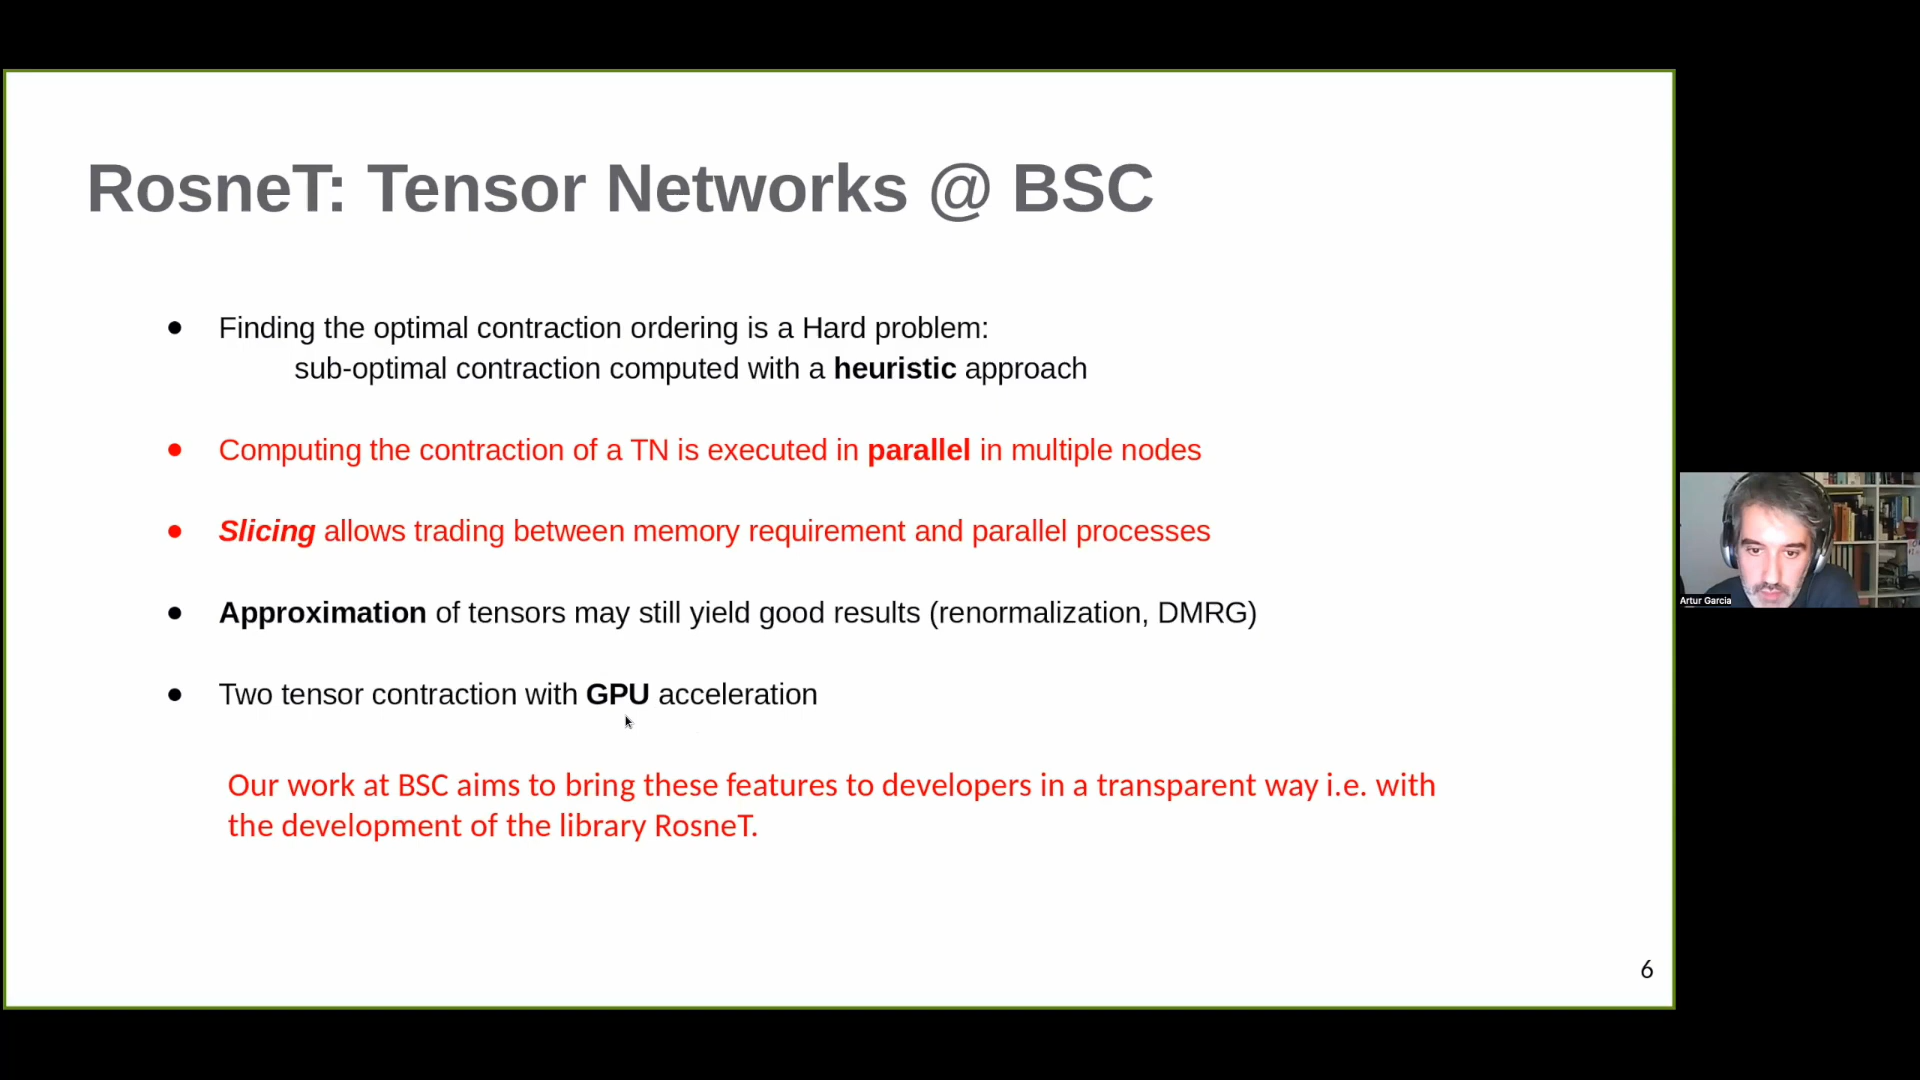 RosneT: Tensor Networks @ BSC
● Finding the optimal contraction ordering is a Hard problem:
sub-optimal contraction computed with a heuristic approach
● Computing the contraction of a TN is executed in parallel in multiple nodes
● Slicing allows trading between memory requirement and parallel processes
● Approximation of tensors may still yield good results (renormalization, DMRG)
● Two tensor contraction with GPU acceleration
Our work at BSC aims to bring these features to developers in a transparent way i.e. with
the development of the library RosneT.
6
Artur Garcia